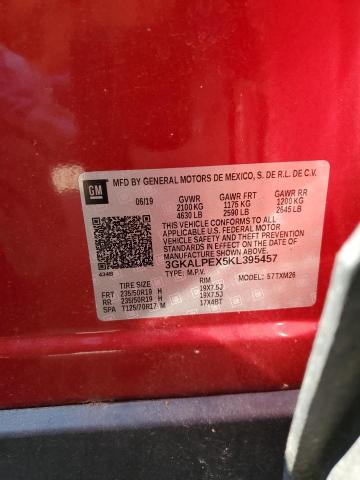 GM
MFD BY GENERAL MOTORS DE MEXICO, S. DE R.L. DE C.V.
06/19 GVWR GAWR FRT GAWR RR
2100 KG 1175 KG 1200 KG
4630 LB 2590 LB 2645 LB
THIS VEHICLE CONFORMS TO ALL
APPLICABLE U.S. FEDERAL MOTOR VEHICLE
SAFETY AND THEFT PREVENTION
STANDARDS IN EFFECT ON THE DATE OF
MANUFACTURE SHOWN ABOVE.
3GKALPEX5KL395457
TYPE: M.P.V. 57TXM26
TIRE SIZE RIM
FRT 235/50R19 H 19X7.5J
RR 235/50R19 H 19X7.5J
SPA T125/70R17 M 17X4BT